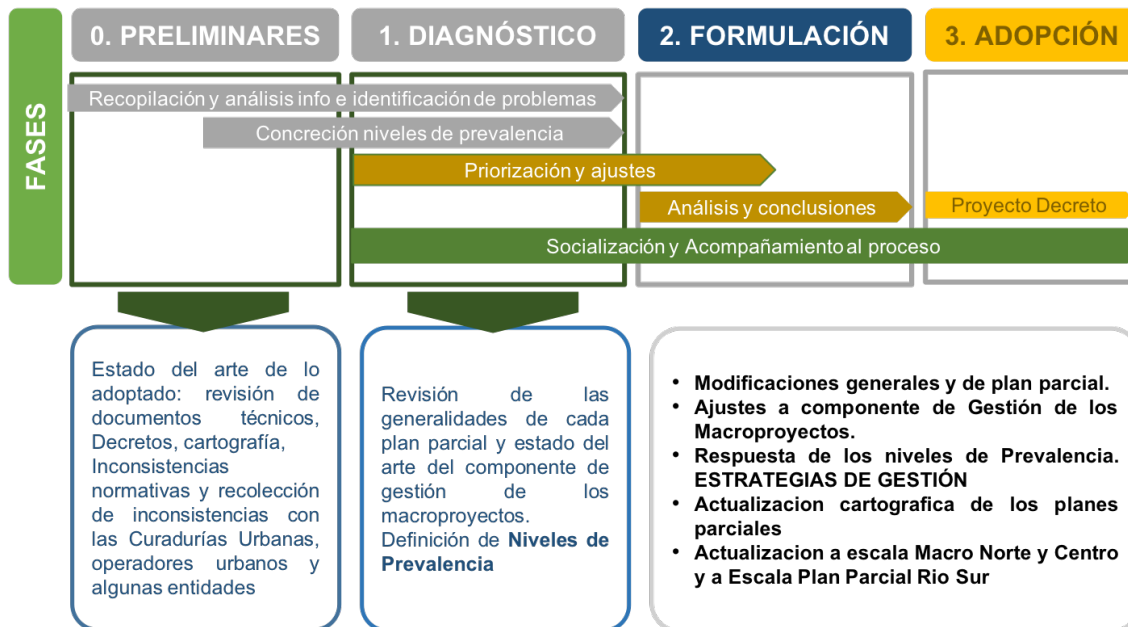 FASES
0. PRELIMINARES
1. DIAGNÓSTICO
2. FORMULACIÓN
3. ADOPCIÓN
Recopilación y análisis info e identificación de problemas
Concreción niveles de prevalencia
Priorización y ajustes
Análisis y conclusiones
Proyecto Decreto
Socialización y Acompañamiento al proceso
Estado del arte de lo
adoptado: revisión de
documentos técnicos,
Decretos, cartografía,
Inconsistencias
normativas y recolección
de inconsistencias con
las Curadurías Urbanas,
operadores urbanos y
algunas entidades
Revisión de las
generalidades de cada
plan parcial y estado del
arte del componente de
gestión de los
macroproyectos.
Definición de Niveles de
Prevalencia
• Modificaciones generales y de plan parcial.
• Ajustes a componente de Gestión de los
Macroproyectos.
• Respuesta de los niveles de Prevalencia.
ESTRATEGIAS DE GESTIÓN
• Actualizacion cartografica de los planes
parciales
• Actualizacion a escala Macro Norte y Centro
y a Escala Plan Parcial Rio Sur